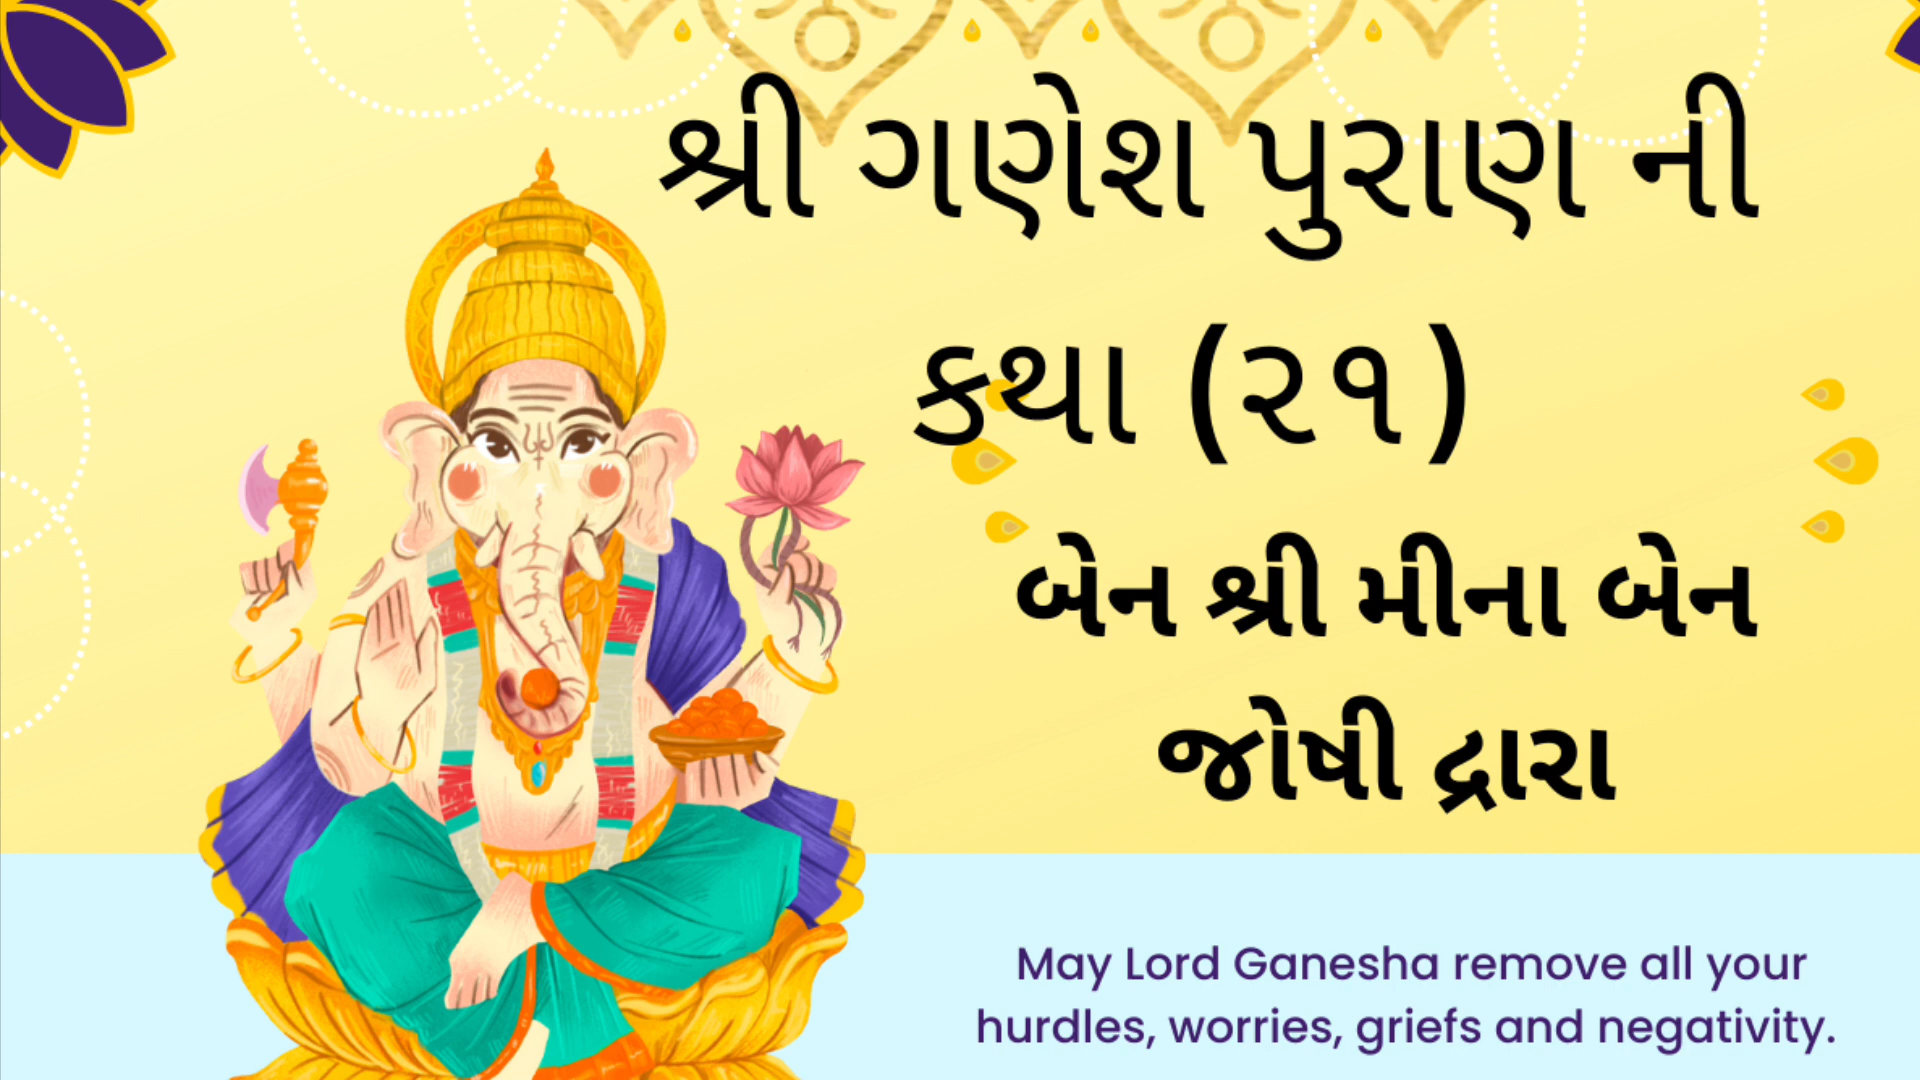 શ્રી ગણેશ પુરાણ ની
કથા (૨૧)
બેન શ્રી મીના બેન
જોષી દ્રારા
May Lord Ganesha remove all your
hurdles, worries, griefs and negativity.